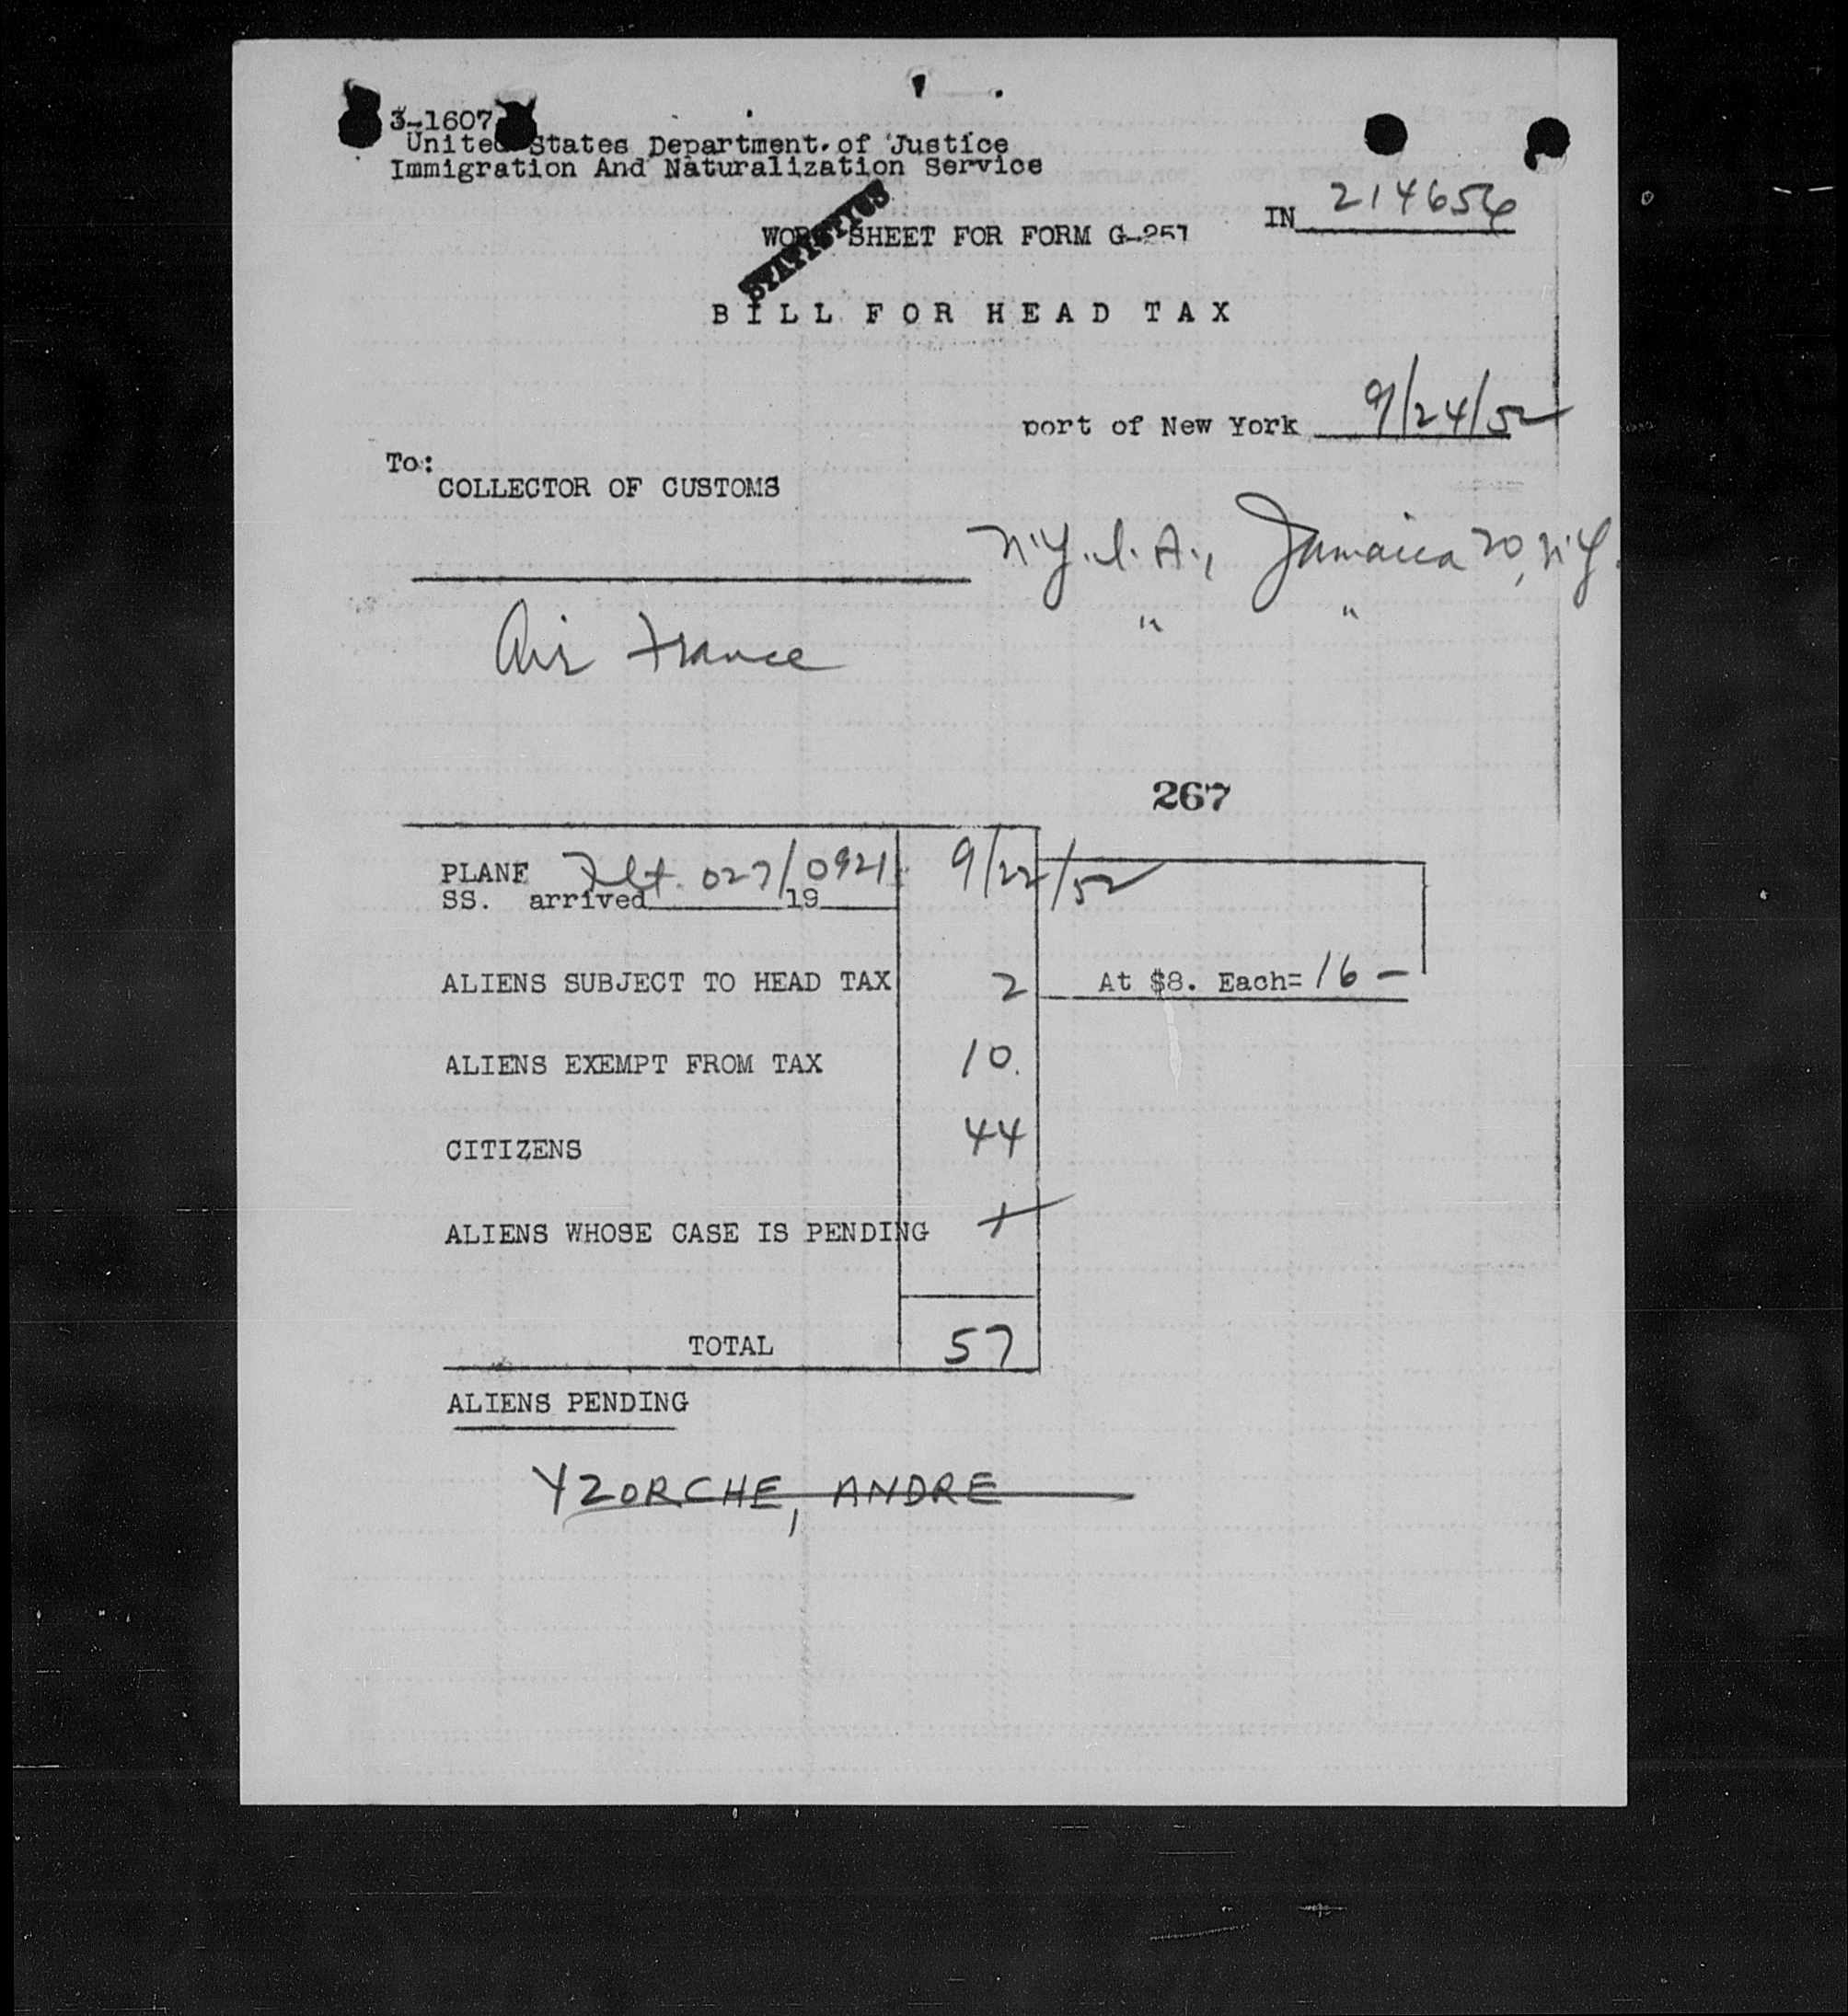 3-1607
United States Department of Justice
Immigration And Naturalization Service
STATISTICS
WORK SHEET FOR FORM G-251
IN 214656
BILL FOR HEAD TAX
port of New York 9/24/52
To:
COLLECTOR OF CUSTOMS
N.Y.I.A., Jamaica 20, N.Y.
" "
Air France
267
PLANE Flt. 027/0921 9/22/52
SS. arrived 19
ALIENS SUBJECT TO HEAD TAX 2 At $8. Each= 16 -
ALIENS EXEMPT FROM TAX 10.
CITIZENS 44
ALIENS WHOSE CASE IS PENDING 1
TOTAL 57
ALIENS PENDING
YZORCHE, ANDRE